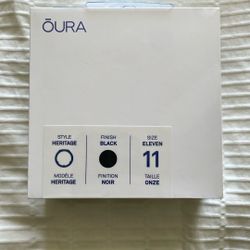 ŌURA
STYLE
HERITAGE
MODÈLE
HERITAGE
FINISH
BLACK
FINITION
NOIR
SIZE
ELEVEN
11
TAILLE
ONZE